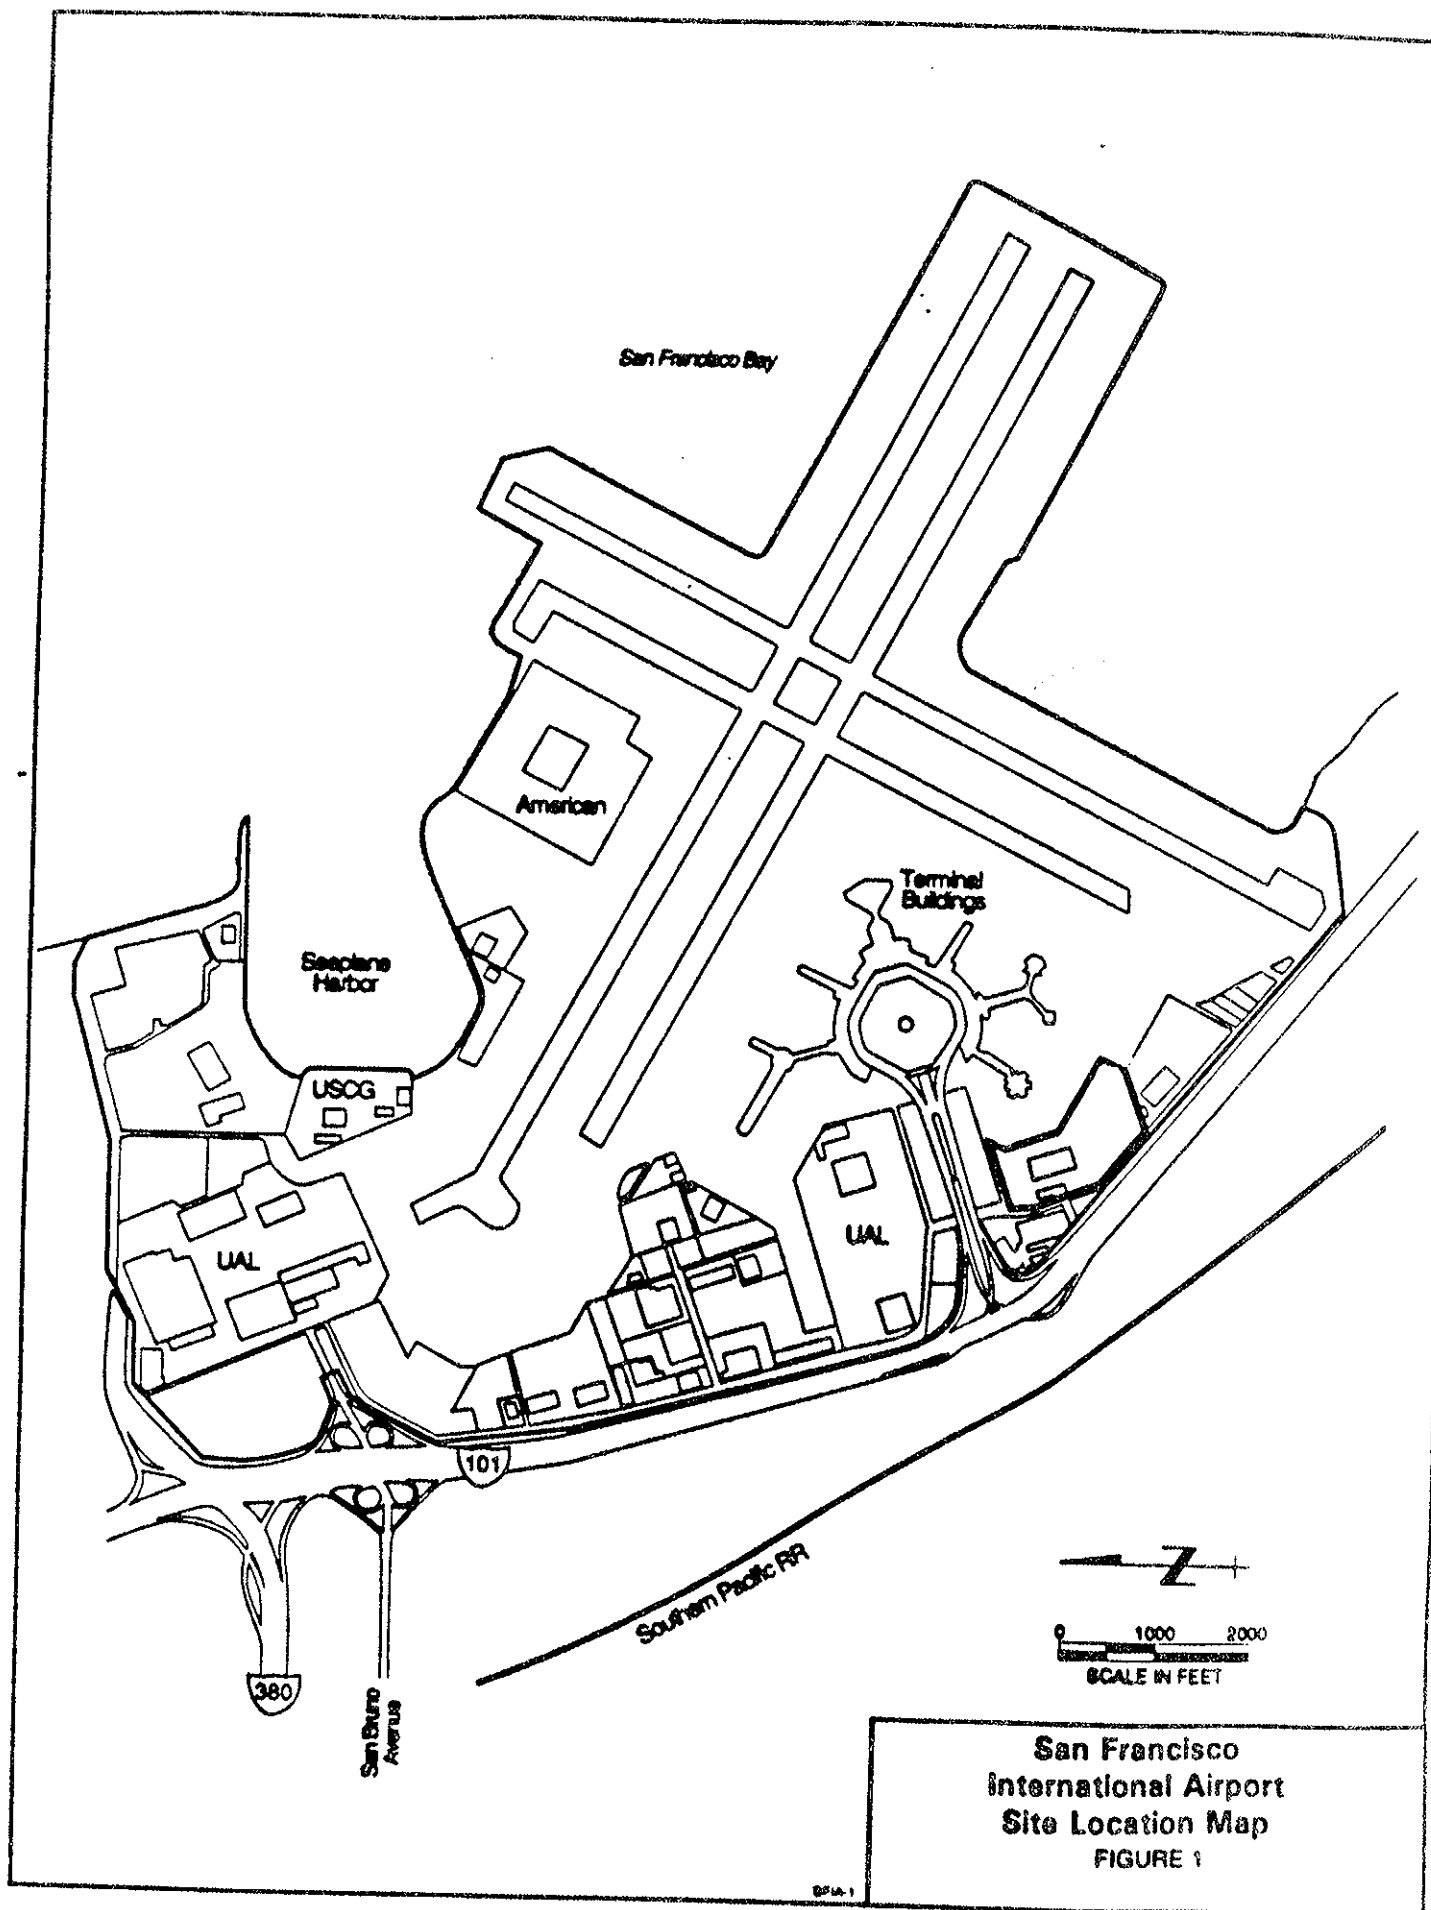 San Francisco Bay
American
Terminal
Buildings
Seaplane
Harbor
USCG
UAL
UAL
101
Southern Pacific RR
380
San Bruno
Avenue
N
0 1000 2000
SCALE IN FEET
San Francisco
International Airport
Site Location Map
FIGURE 1